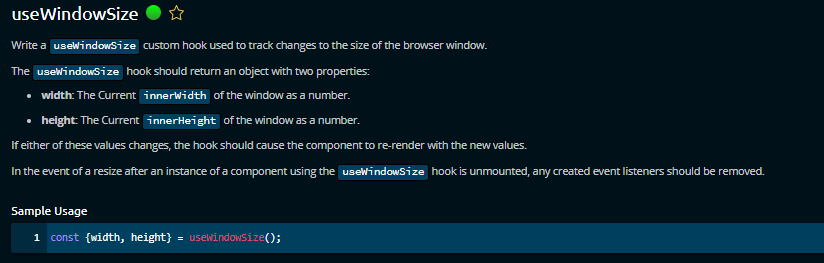 useWindowSize
Write a useWindowSize custom hook used to track changes to the size of the browser window.
The useWindowSize hook should return an object with two properties:
• width: The Current innerWidth of the window as a number.
• height: The Current innerHeight of the window as a number.
If either of these values changes, the hook should cause the component to re-render with the new values.
In the event of a resize after an instance of a component using the useWindowSize hook is unmounted, any created event listeners should be removed.
Sample Usage
1 const {width, height} = useWindowSize();